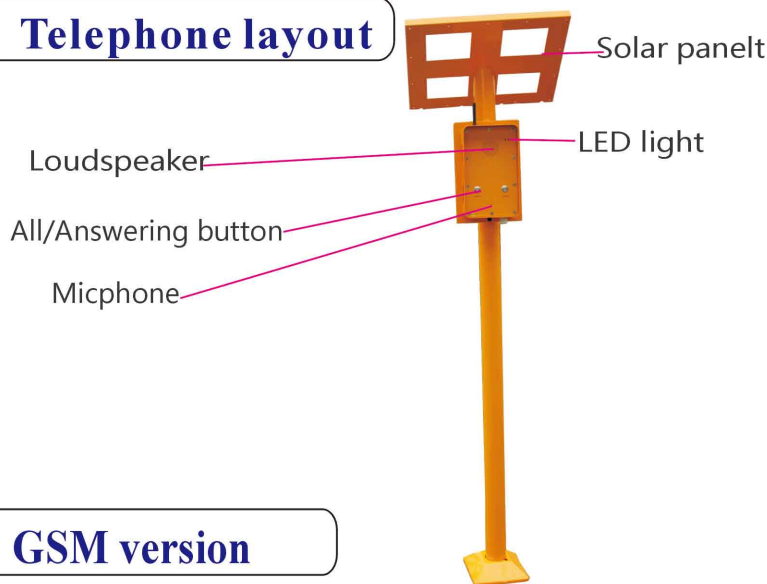 Telephone layout
Solar panelt
LED light
Loudspeaker
All/Answering button
Micphone
GSM version